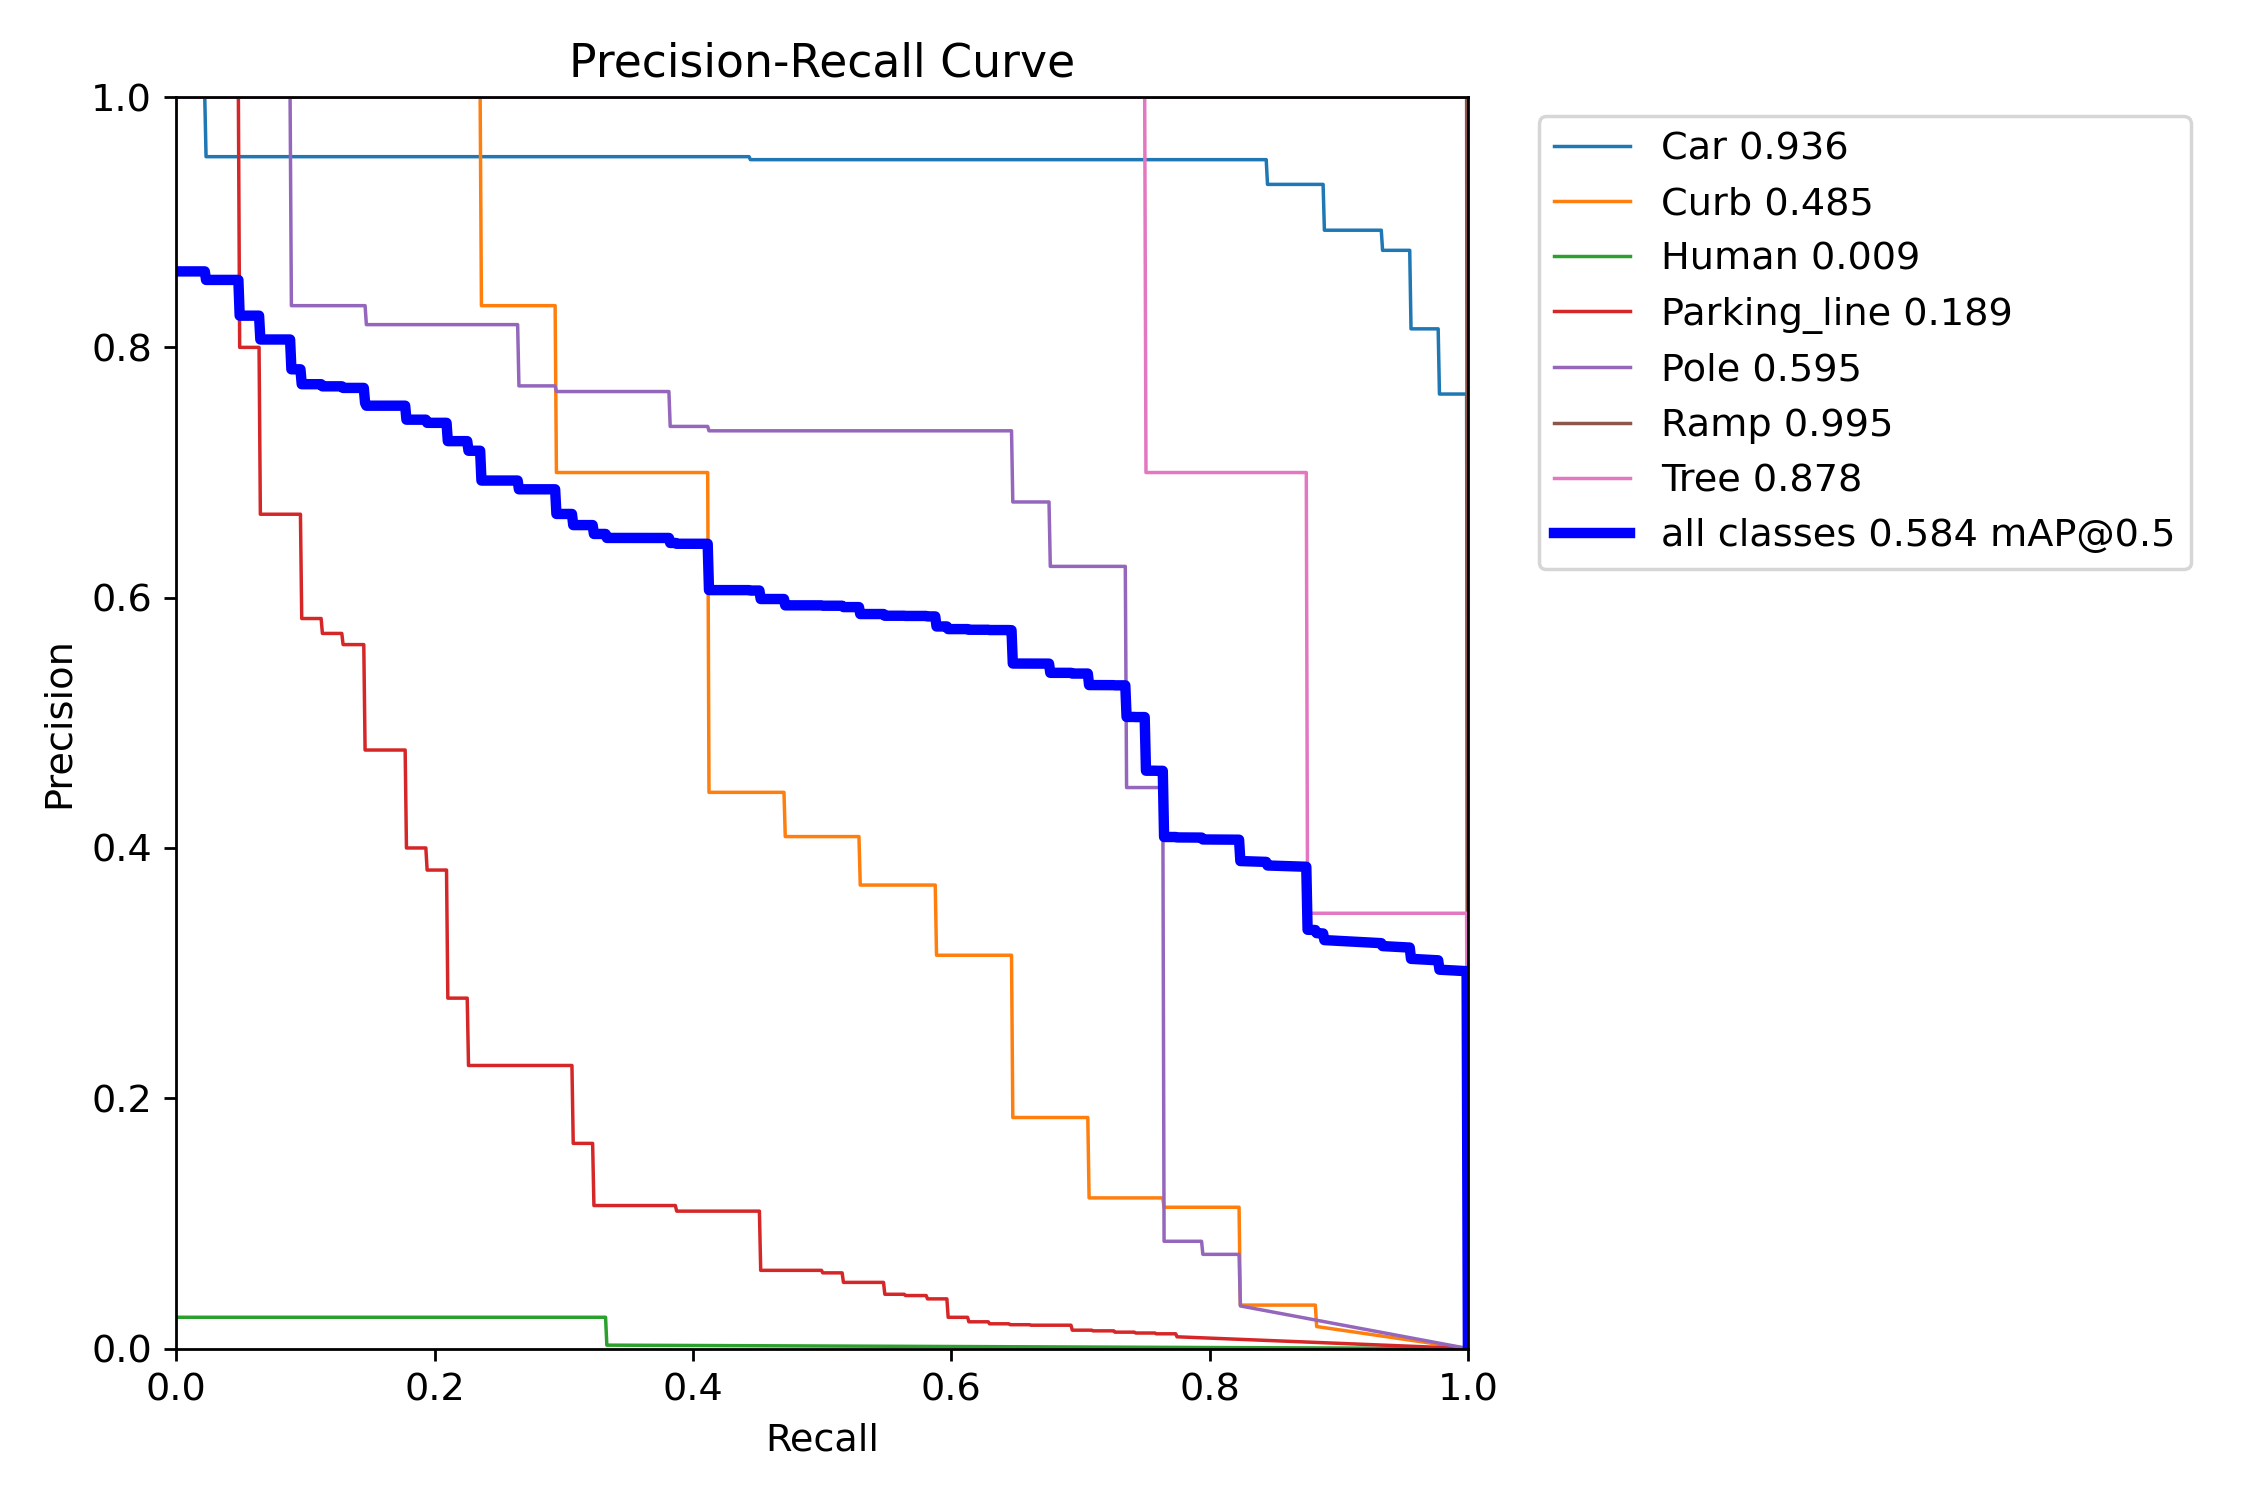 Precision-Recall Curve
1.0
0.8
0.6
0.4
0.2
0.0
Precision
0.0 0.2 0.4 0.6 0.8 1.0
Recall
Car 0.936
Curb 0.485
Human 0.009
Parking_line 0.189
Pole 0.595
Ramp 0.995
Tree 0.878
all classes 0.584 mAP@0.5